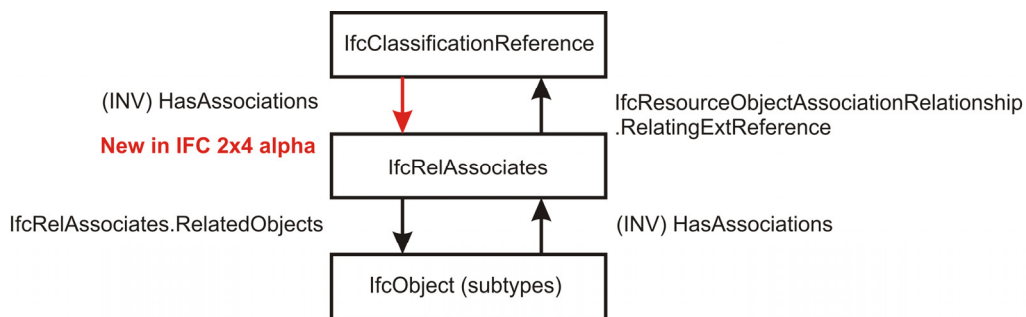 IfcClassificationReference
(INV) HasAssociations
IfcResourceObjectAssociationRelationship
.RelatingExtReference
New in IFC 2x4 alpha
IfcRelAssociates
IfcRelAssociates.RelatedObjects
(INV) HasAssociations
IfcObject (subtypes)